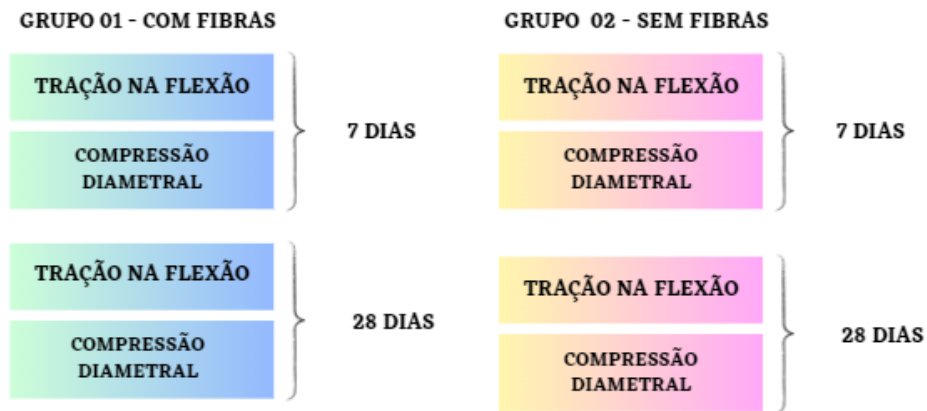 GRUPO 01 - COM FIBRAS
TRAÇÃO NA FLEXÃO
COMPRESSÃO
DIAMETRAL
7 DIAS
TRAÇÃO NA FLEXÃO
COMPRESSÃO
DIAMETRAL
28 DIAS
GRUPO 02 - SEM FIBRAS
TRAÇÃO NA FLEXÃO
COMPRESSÃO
DIAMETRAL
7 DIAS
TRAÇÃO NA FLEXÃO
COMPRESSÃO
DIAMETRAL
28 DIAS